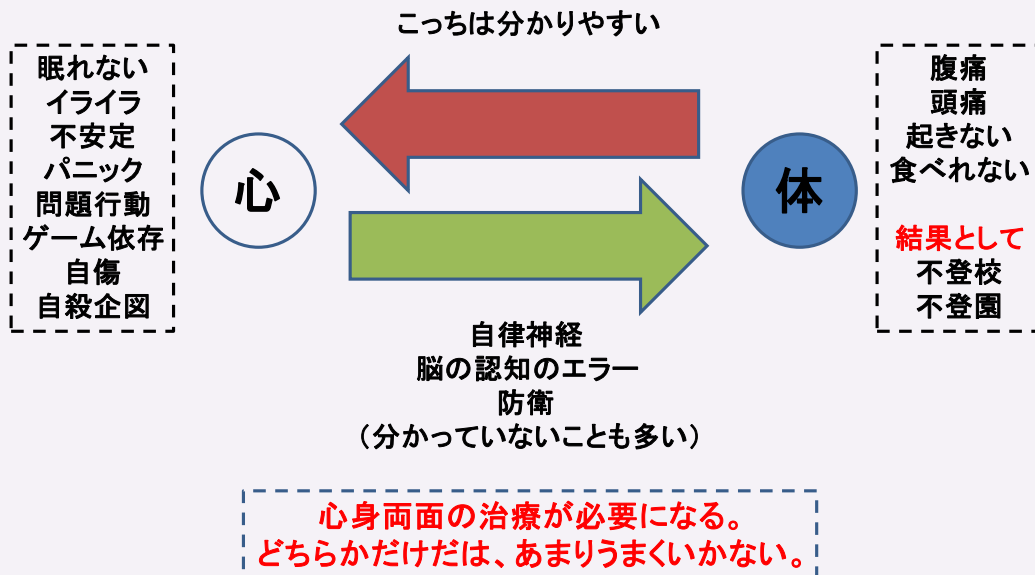 こっちは分かりやすい
眠れない
イライラ
不安定
パニック
問題行動
ゲーム依存
自傷
自殺企図
心
体
腹痛
頭痛
起きない
食べれない
結果として
不登校
不登園
自律神経
脳の認知のエラー
防衛
（分かっていないことも多い）
心身両面の治療が必要になる。
どちらかだけだは、あまりうまくいかない。